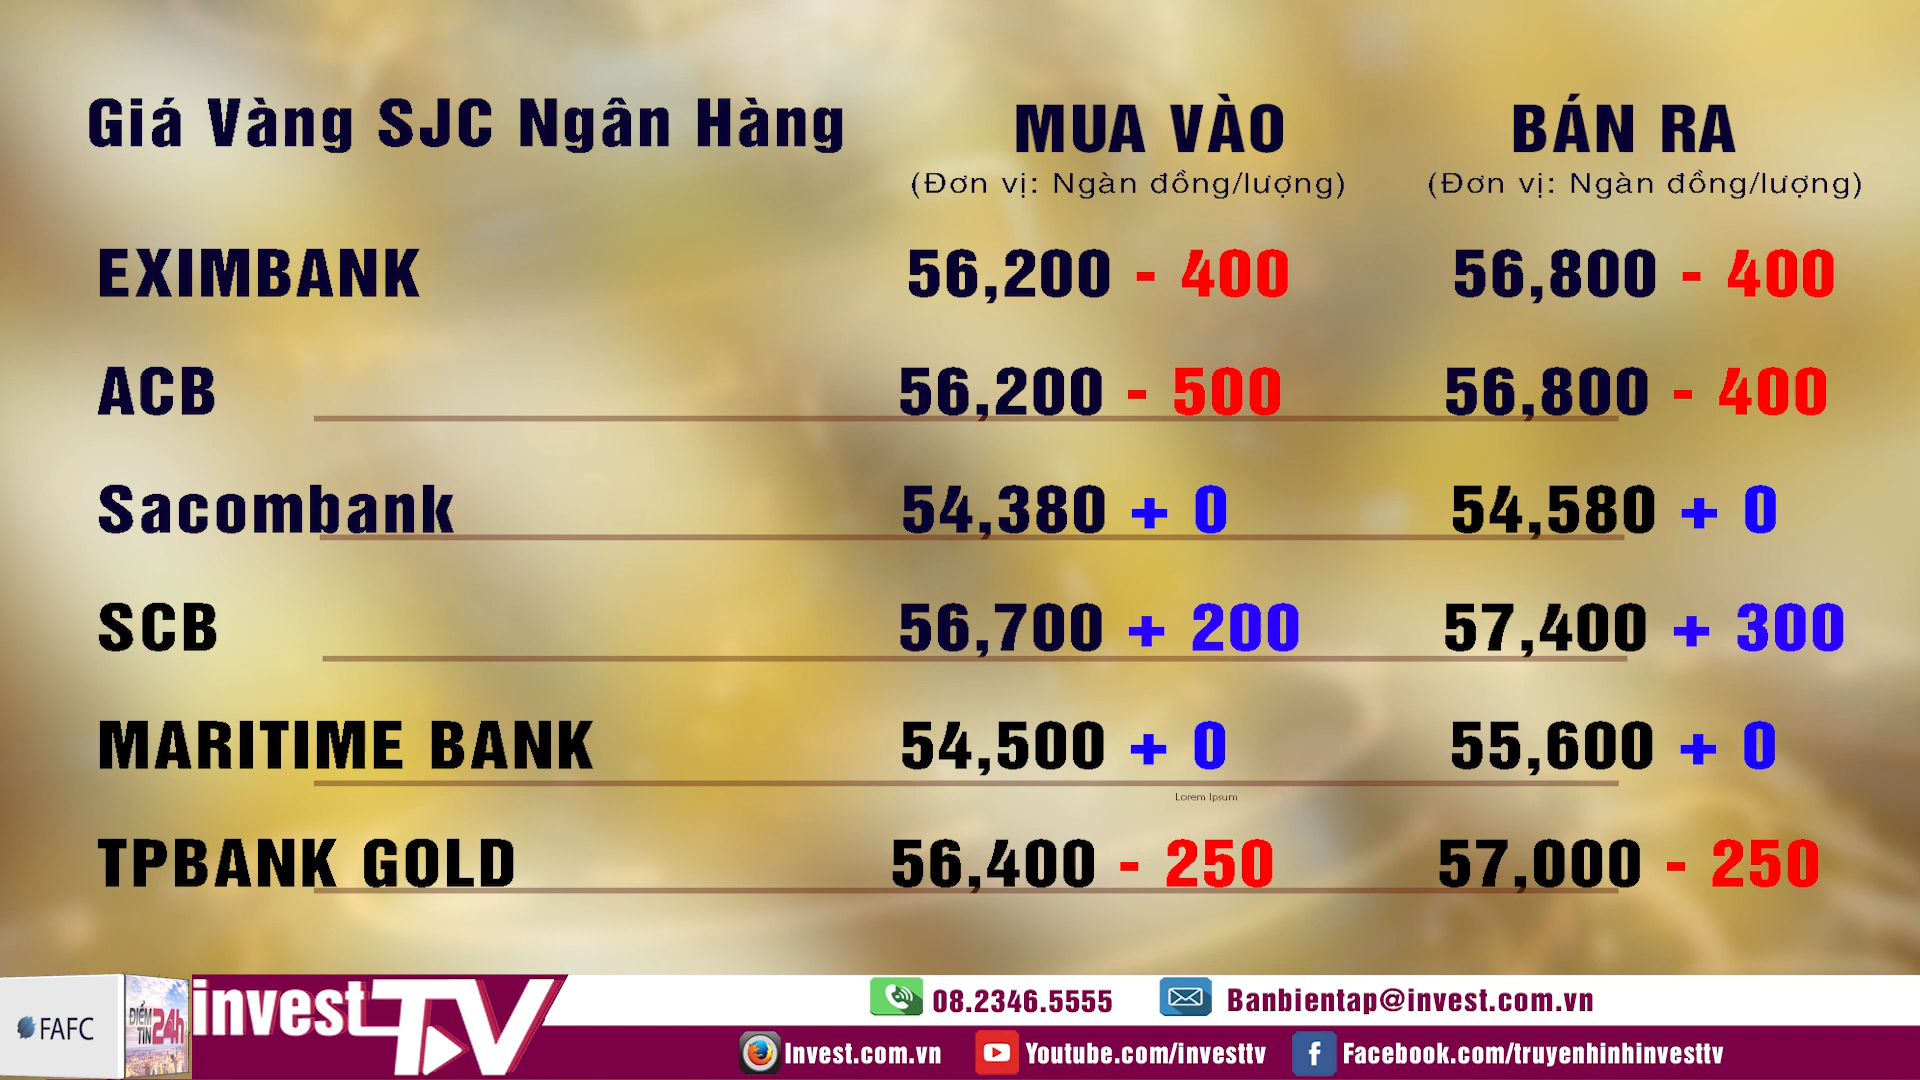 Giá Vàng SJC Ngân Hàng MUA VÀO BÁN RA
(Đơn vị: Ngàn đồng/lượng) (Đơn vị: Ngàn đồng/lượng)
EXIMBANK 56,200 - 400 56,800 - 400
ACB 56,200 - 500 56,800 - 400
Sacombank 54,380 + 0 54,580 + 0
SCB 56,700 + 200 57,400 + 300
MARITIME BANK 54,500 + 0 55,600 + 0
Lorem Ipsum
TPBANK GOLD 56,400 - 250 57,000 - 250
FAFC
ĐIỂM TIN 24h
invest TV
08.2346.5555 Banbientap@invest.com.vn
Invest.com.vn Youtube.com/investtv Facebook.com/truyenhinhinvesttv